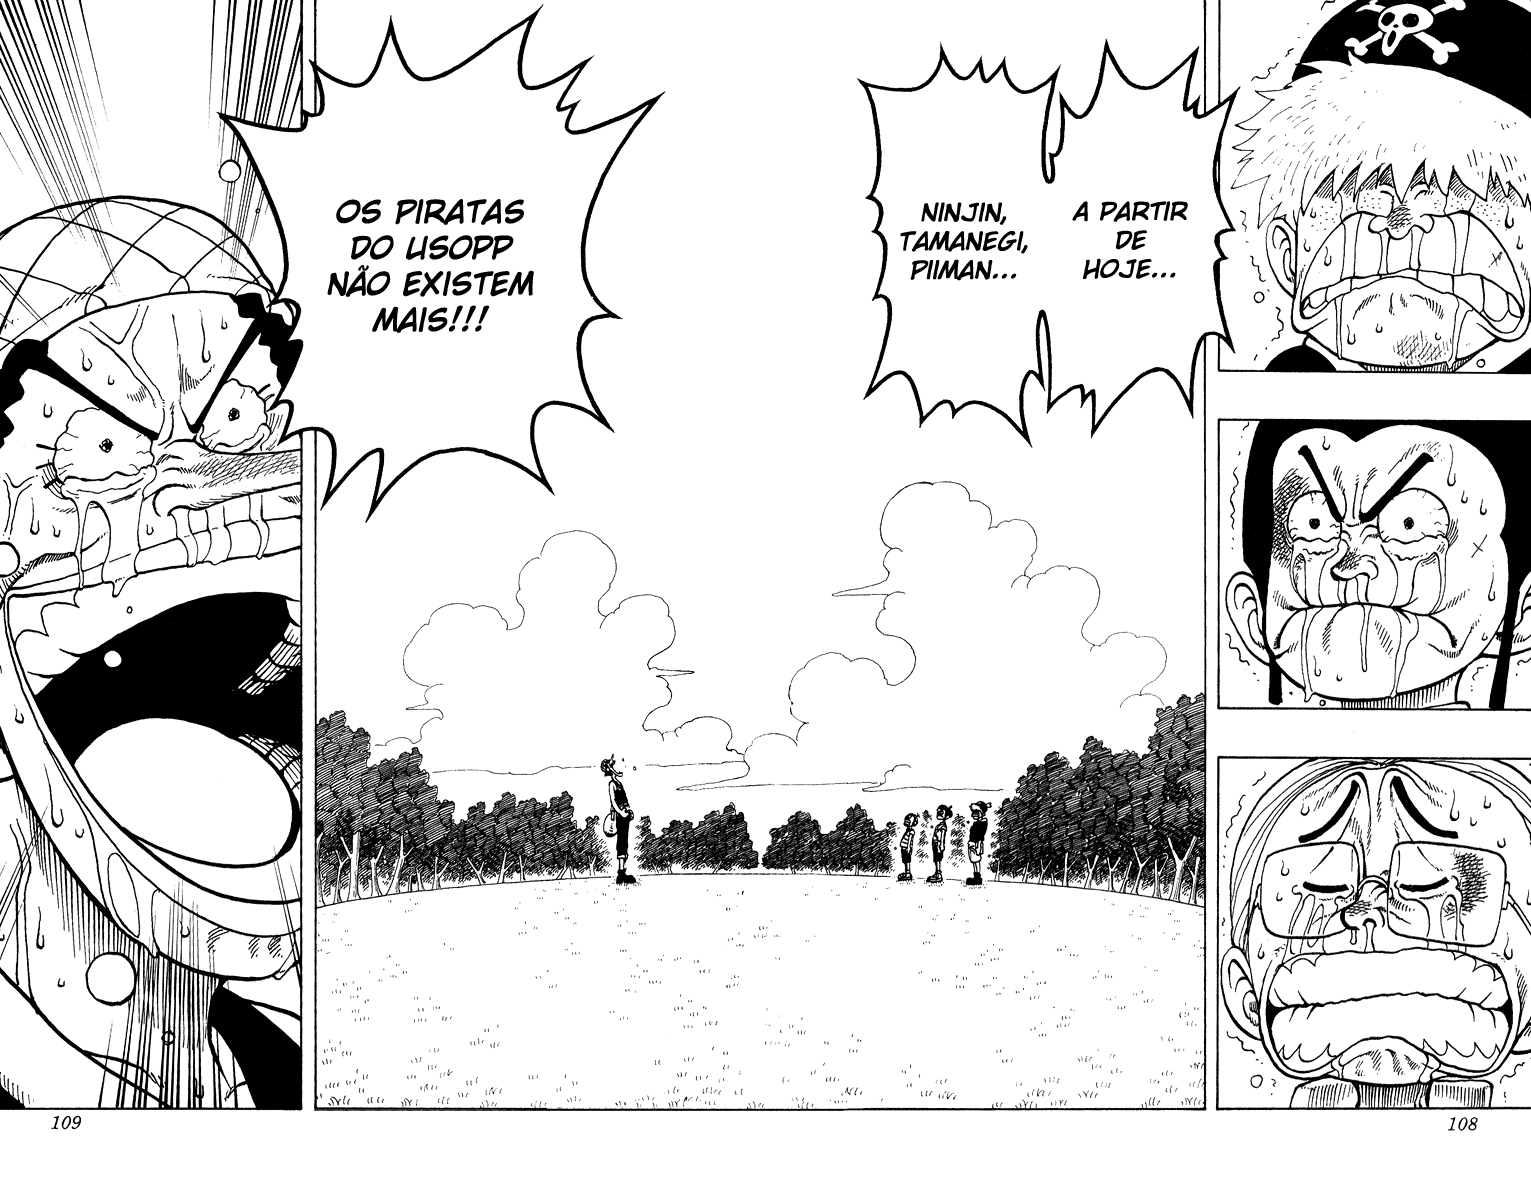 A PARTIR
DE
HOJE...
NINJIN,
TAMANEGI,
PIIMAN...
OS PIRATAS
DO USOPP
NÃO EXISTEM
MAIS!!!
108
109